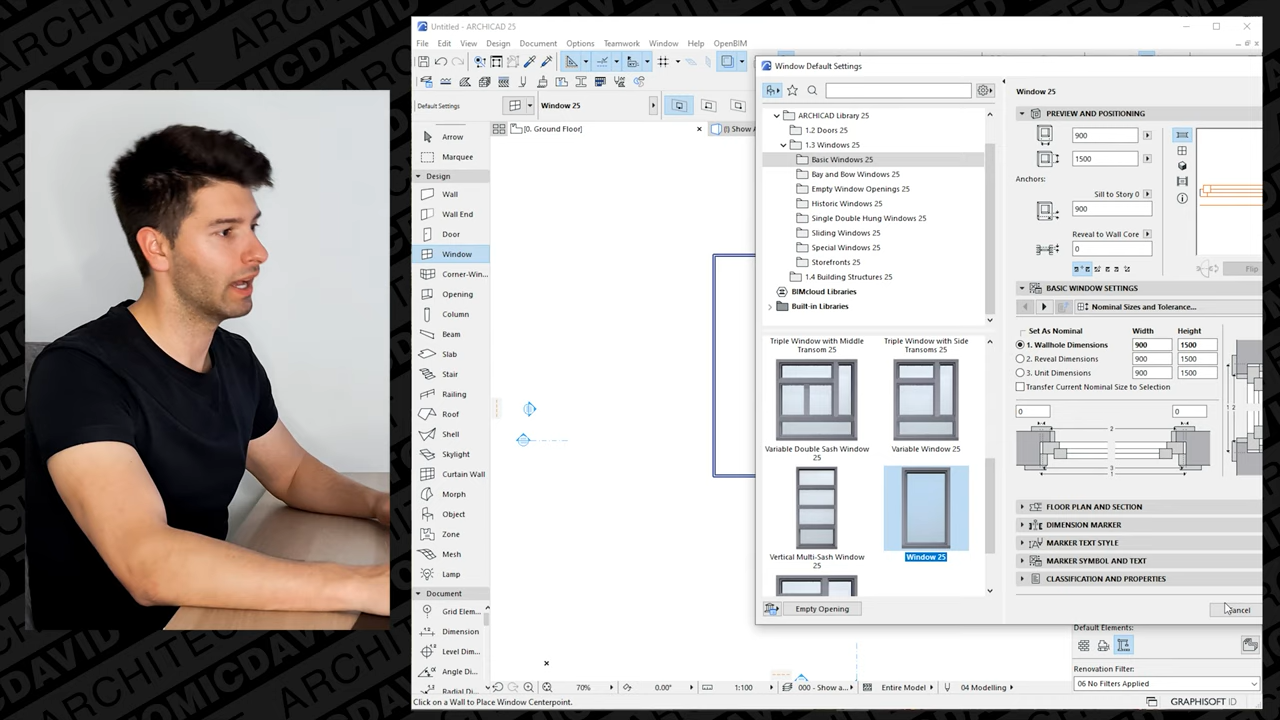 Untitled - ARCHICAD 25
File Edit View Design Document Options Teamwork Window Help OpenBIM
Default Settings
Window 25
[0. Ground Floor]
Arrow
Marquee
Design
Wall
Wall End
Door
Window
Corner-Win...
Opening
Column
Beam
Slab
Stair
Railing
Roof
Shell
Skylight
Curtain Wall
Morph
Object
Zone
Mesh
Lamp
Document
Grid Elem...
Dimension
Level Dim...
Angle Di...
Radial Di...
Window Default Settings
ARCHICAD Library 25
1.2 Doors 25
1.3 Windows 25
Basic Windows 25
Bay and Bow Windows 25
Empty Window Openings 25
Historic Windows 25
Single Double Hung Windows 25
Sliding Windows 25
Special Windows 25
Storefronts 25
1.4 Building Structures 25
BIMcloud Libraries
Built-in Libraries
Triple Window with Middle Transom 25
Triple Window with Side Transoms 25
Variable Double Sash Window 25
Variable Window 25
Vertical Multi-Sash Window 25
Window 25
Empty Opening
Window 25
PREVIEW AND POSITIONING
900
1500
Anchors:
Sill to Story 0
900
Reveal to Wall Core
0
Flip
BASIC WINDOW SETTINGS
Nominal Sizes and Tolerance...
Set As Nominal Width Height
1. Wallhole Dimensions 900 1500
2. Reveal Dimensions 900 1500
3. Unit Dimensions 900 1500
Transfer Current Nominal Size to Selection
0 0
2
3
1
1 2
FLOOR PLAN AND SECTION
DIMENSION MARKER
MARKER TEXT STYLE
MARKER SYMBOL AND TEXT
CLASSIFICATION AND PROPERTIES
Cancel
Default Elements:
Renovation Filter:
06 No Filters Applied
70% 0.00° 1:100 000 - Show a... Entire Model 04 Modelling
Click on a Wall to Place Window Centerpoint.
GRAPHISOFT ID